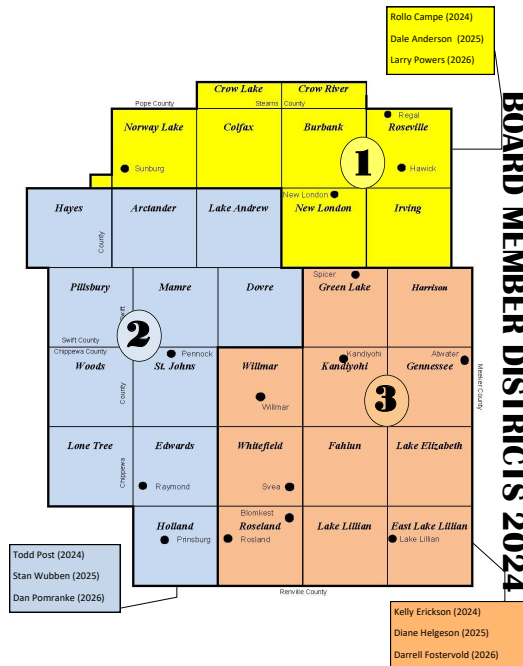 Rollo Campe (2024)
Dale Anderson (2025)
Larry Powers (2026)
BOARD MEMBER DISTRICTS 2024
Crow Lake
Crow River
Pope County
Stearns County
Regal
Norway Lake
Colfax
Burbank
Roseville
1
Sunburg
Hawick
New London
Hayes
Arctander
Lake Andrew
New London
Irving
County
Spicer
Pillsbury
Mamre
Dovre
Green Lake
Harrison
Swift
2
Swift County
Chippewa County
Pennock
Kandiyohi
Atwater
Woods
St. Johns
Willmar
Kandiyohi
Gennessee
County
Meeker County
3
Willmar
Lone Tree
Edwards
Whitefield
Fahlun
Lake Elizabeth
Chippewa
Raymond
Svea
Blomkest
Holland
Roseland
Lake Lillian
East Lake Lillian
Prinsburg
Rosland
Lake Lillian
Renville County
Todd Post (2024)
Stan Wubben (2025)
Dan Pomranke (2026)
Kelly Erickson (2024)
Diane Helgeson (2025)
Darrell Fostervold (2026)